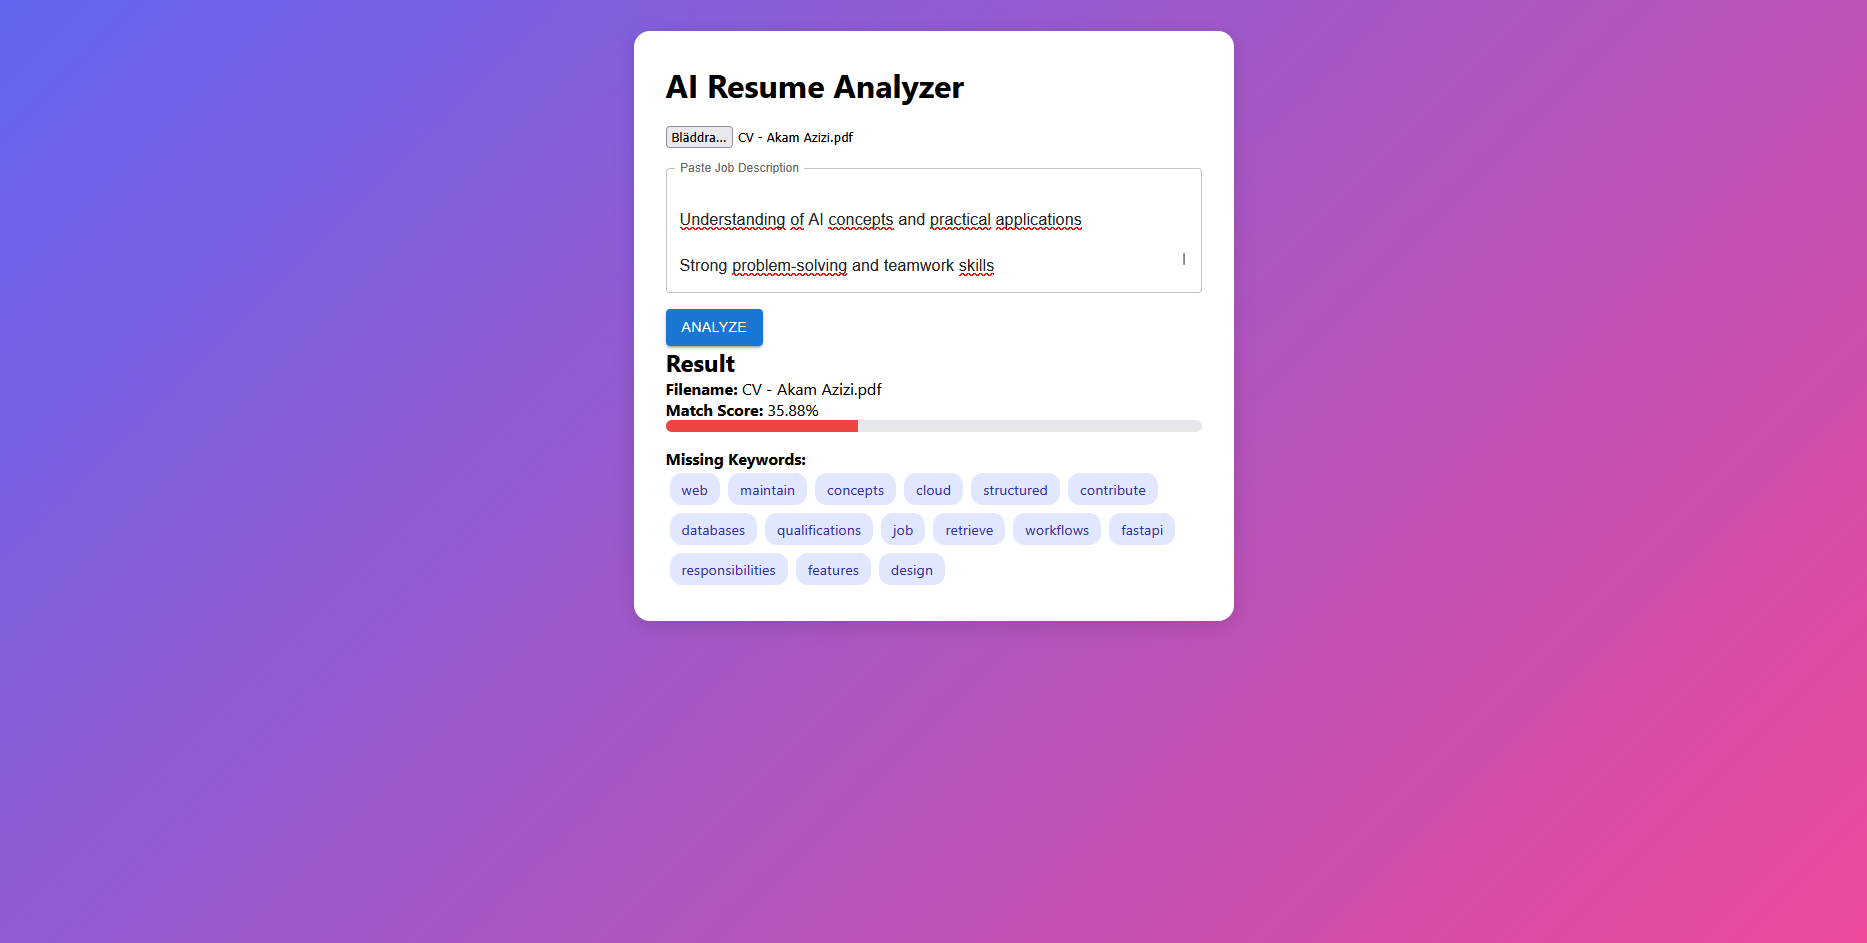 AI Resume Analyzer
Bläddra... CV - Akam Azizi.pdf
Paste Job Description
Understanding of AI concepts and practical applications
Strong problem-solving and teamwork skills
ANALYZE
Result
Filename: CV - Akam Azizi.pdf
Match Score: 35.88%
Missing Keywords:
web maintain concepts cloud structured contribute
databases qualifications job retrieve workflows fastapi
responsibilities features design